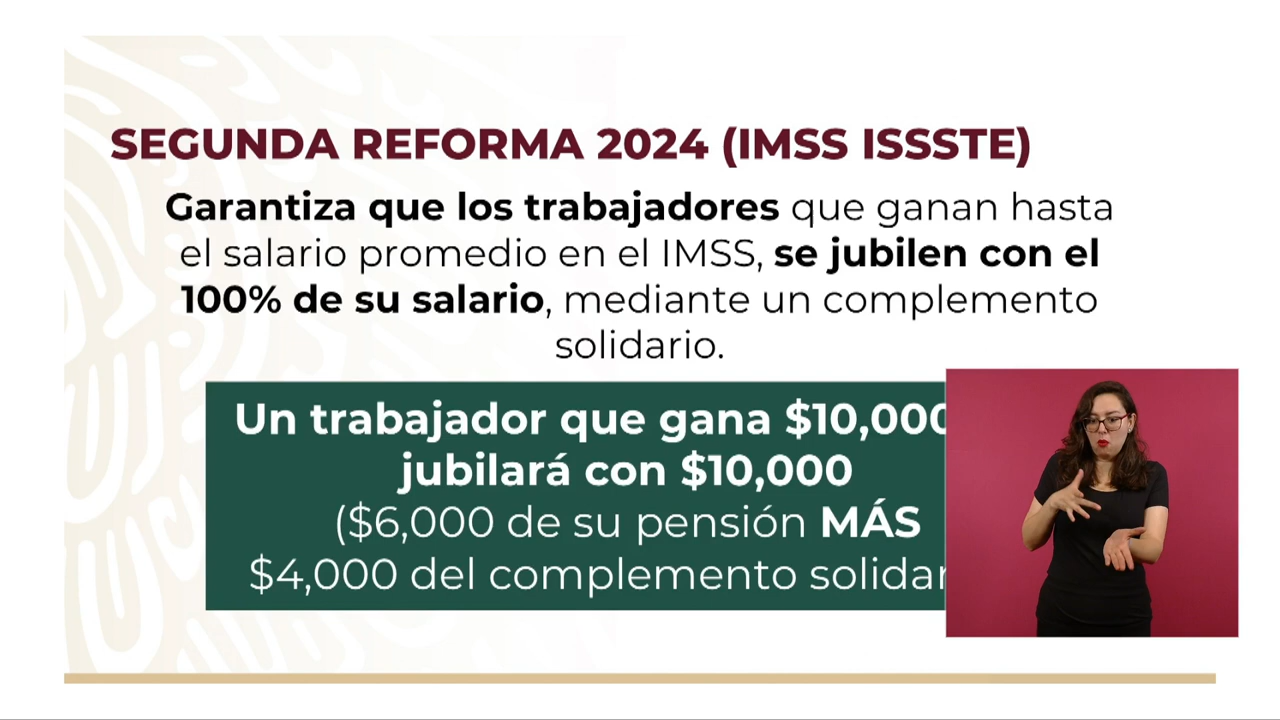 SEGUNDA REFORMA 2024 (IMSS ISSSTE)
Garantiza que los trabajadores que ganan hasta
el salario promedio en el IMSS, se jubilen con el
100% de su salario, mediante un complemento
solidario.
Un trabajador que gana $10,000
jubilará con $10,000
($6,000 de su pensión MÁS
$4,000 del complemento